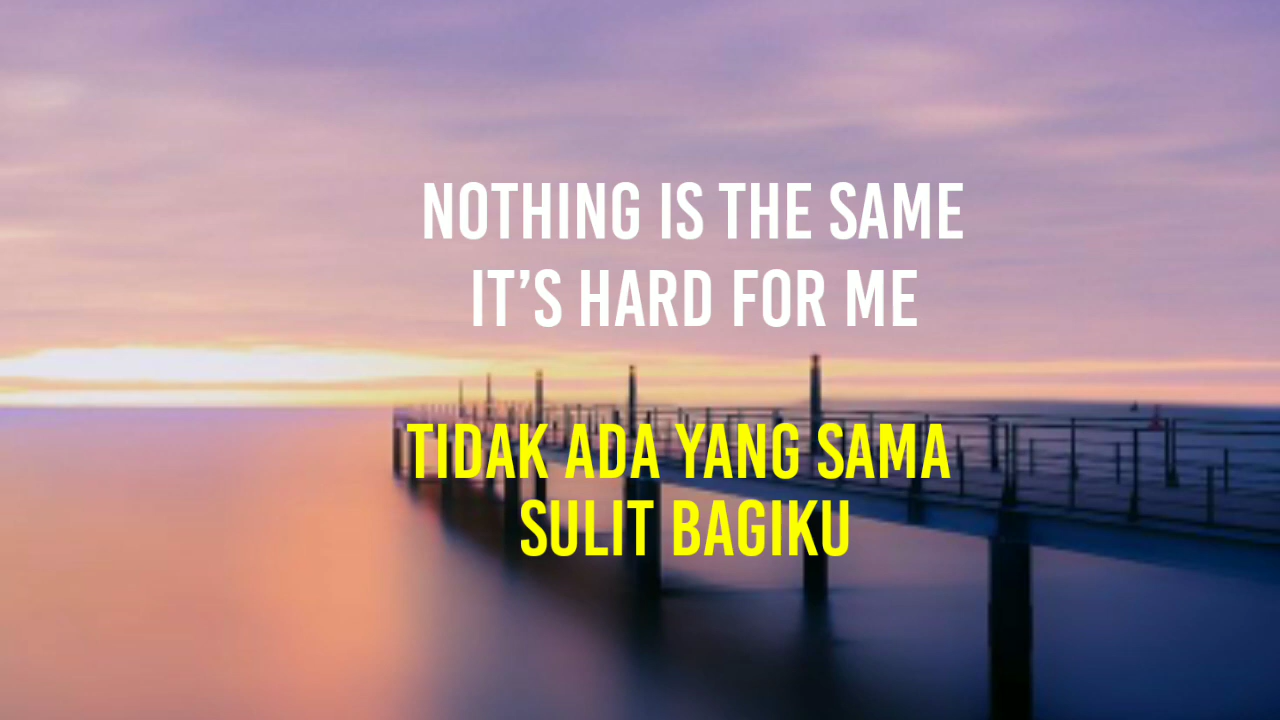 NOTHING IS THE SAME
IT'S HARD FOR ME
TIDAK ADA YANG SAMA
SULIT BAGIKU